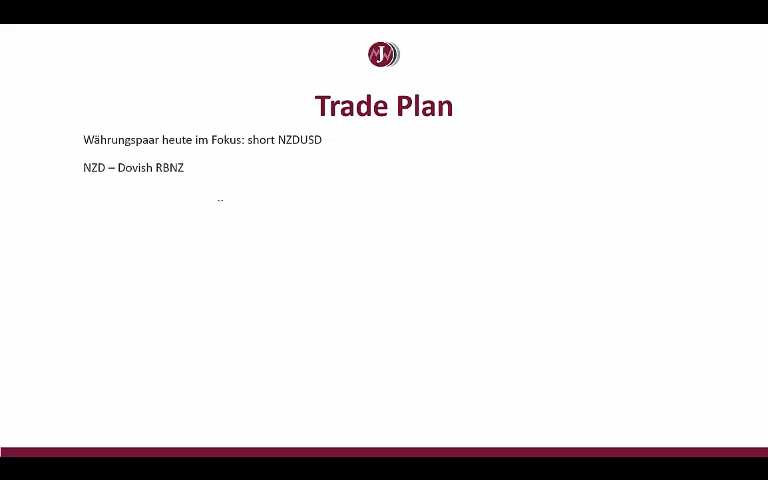 J
Trade Plan
Währungspaar heute im Fokus: short NZDUSD
NZD – Dovish RBNZ